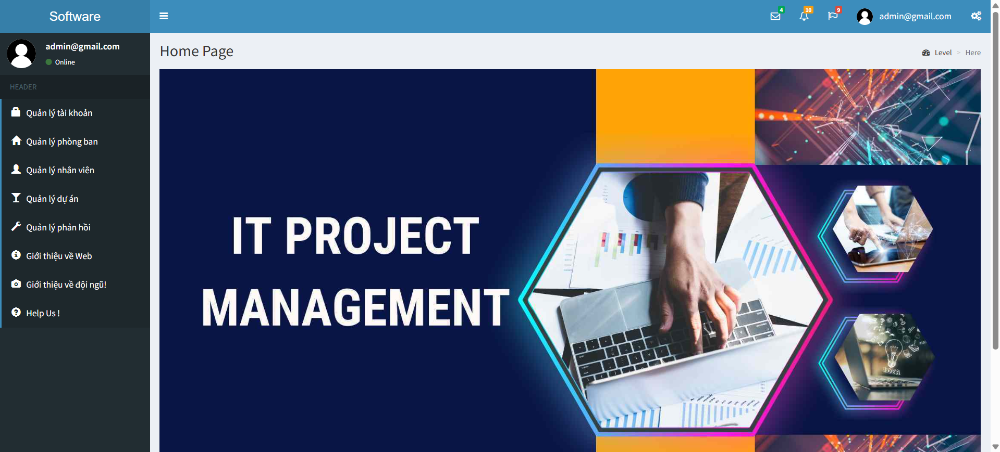 Software
4
10
9
admin@gmail.com
admin@gmail.com
Online
HEADER
Quản lý tài khoản
Quản lý phòng ban
Quản lý nhân viên
Quản lý dự án
Quản lý phản hồi
Giới thiệu về Web
Giới thiệu về đội ngũ!
Help Us !
Home Page
Level > Here
IT PROJECT
MANAGEMENT
IDEA